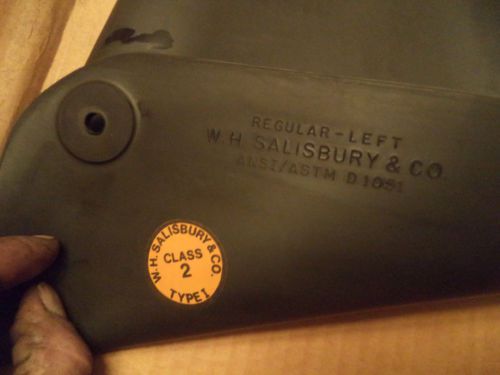 REGULAR-LEFT
W.H. SALISBURY & CO.
ANSI/ASTM D1051
W.H. SALISBURY & CO.
CLASS
2
TYPE I